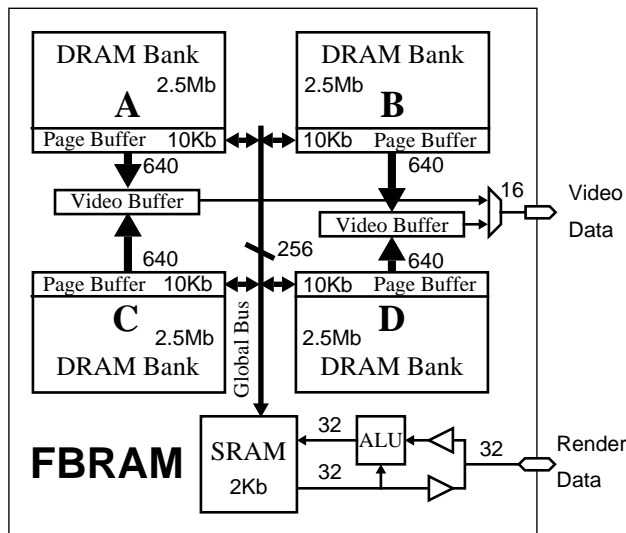 DRAM Bank
2.5Mb
A
Page Buffer 10Kb
640
DRAM Bank
2.5Mb
B
10Kb Page Buffer
640
Video Buffer
16
Video
Data
Video Buffer
256
640
640
Page Buffer 10Kb
C
2.5Mb
DRAM Bank
Global Bus
10Kb Page Buffer
D
2.5Mb
DRAM Bank
FBRAM
SRAM
2Kb
32
32
ALU
32
Render
Data